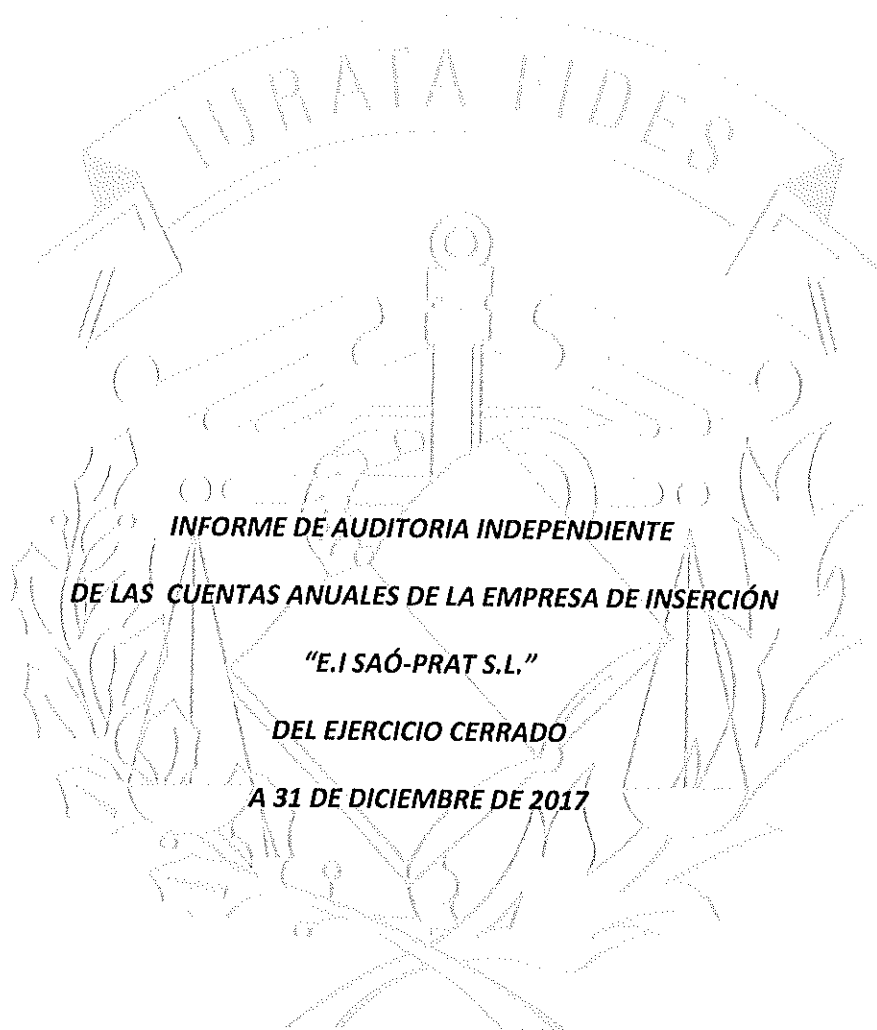 IURATA FIDES
INFORME DE AUDITORIA INDEPENDIENTE
DE LAS CUENTAS ANUALES DE LA EMPRESA DE INSERCIÓN
"E.I SAÓ-PRAT S.L."
DEL EJERCICIO CERRADO
A 31 DE DICIEMBRE DE 2017